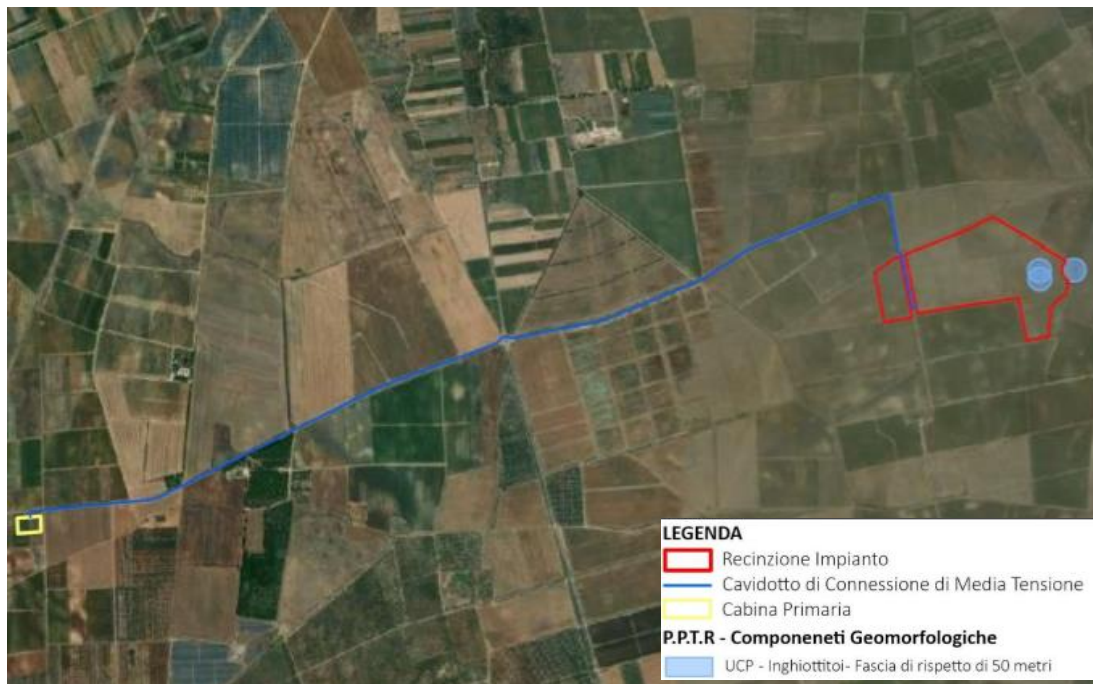 LEGENDA
Recinzione Impianto
Cavidotto di Connessione di Media Tensione
Cabina Primaria
P.P.T.R - Componeneti Geomorfologiche
UCP - Inghiottitoi- Fascia di rispetto di 50 metri